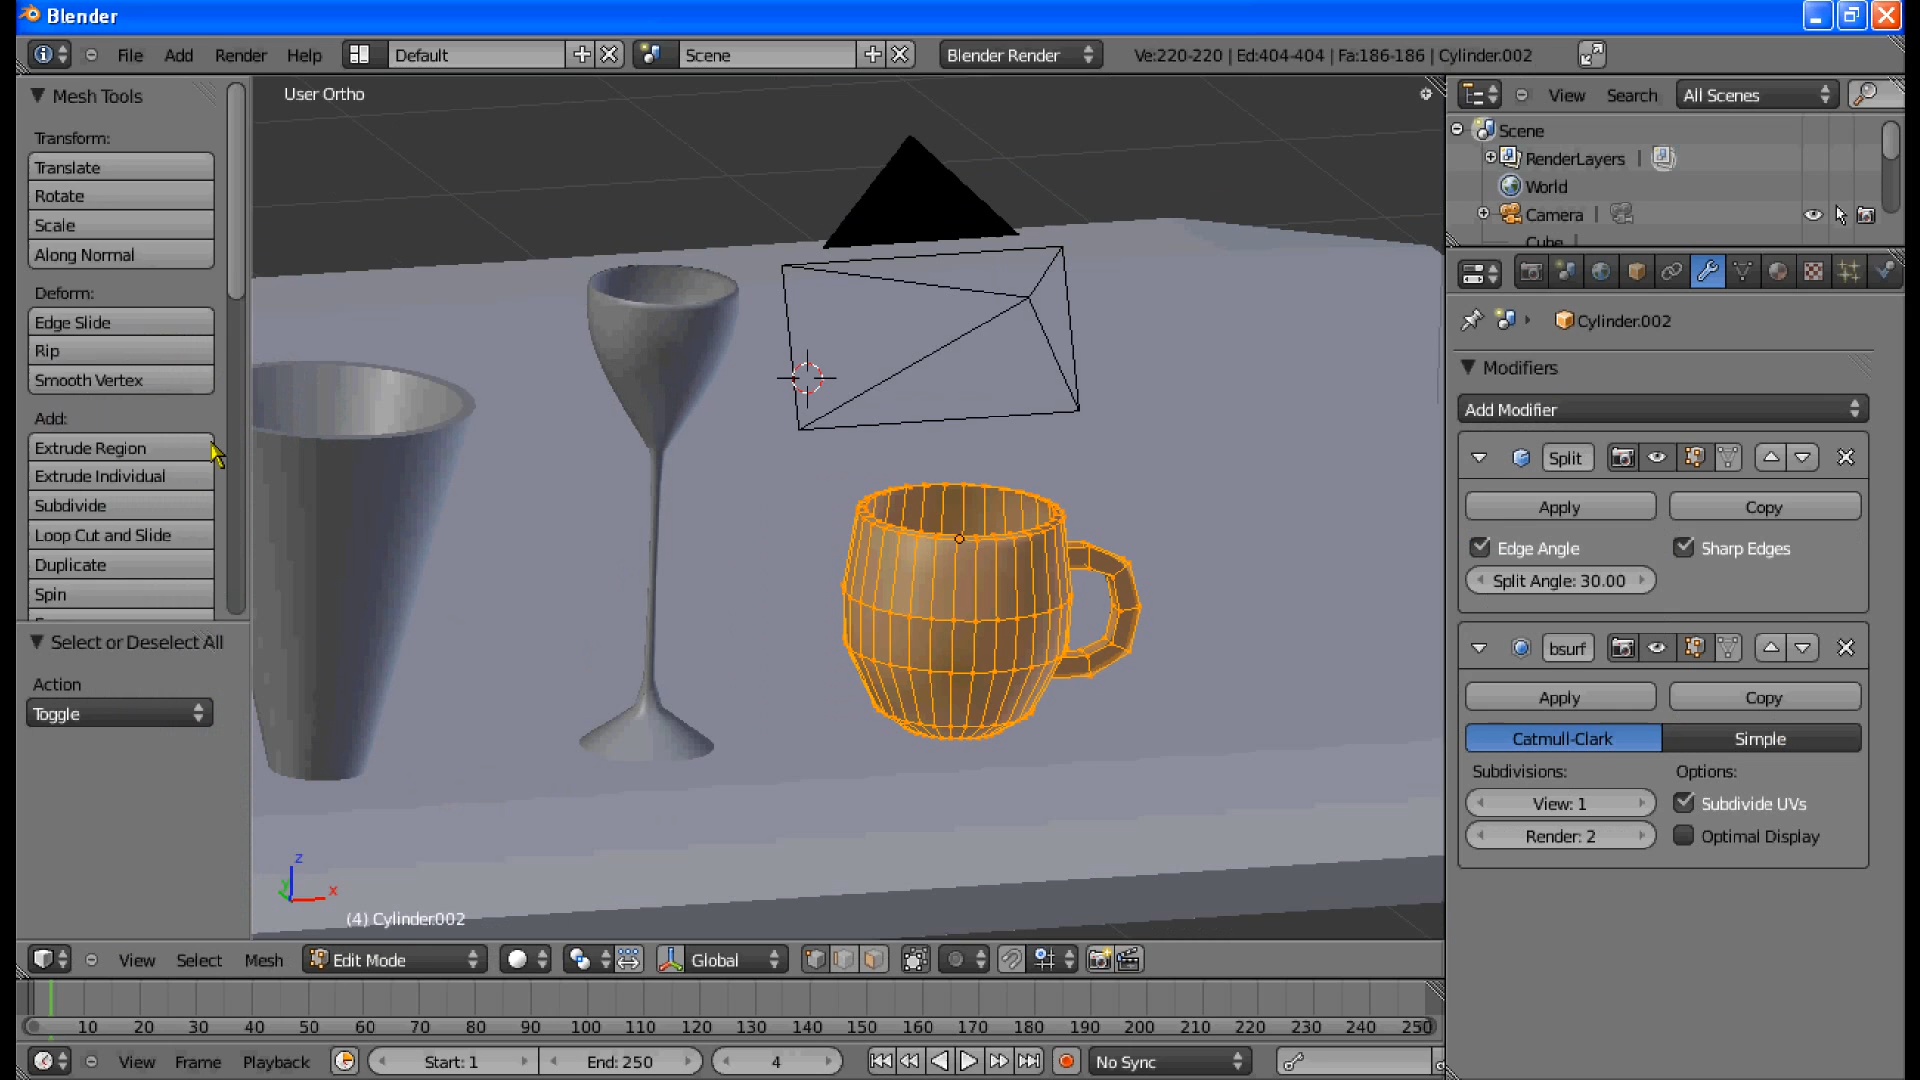 Blender
File Add Render Help Default Scene Blender Render Ve:220-220 | Ed:404-404 | Fa:186-186 | Cylinder.002
Mesh Tools
Transform:
Translate
Rotate
Scale
Along Normal
Deform:
Edge Slide
Rip
Smooth Vertex
Add:
Extrude Region
Extrude Individual
Subdivide
Loop Cut and Slide
Duplicate
Spin
Select or Deselect All
Action
Toggle
User Ortho
z
y
x
(4) Cylinder.002
View Search All Scenes
Scene
RenderLayers |
World
Camera |
Cube
Cylinder.002
Modifiers
Add Modifier
Split
Apply Copy
Edge Angle Sharp Edges
Split Angle: 30.00
bsurf
Apply Copy
Catmull-Clark Simple
Subdivisions: Options:
View: 1 Subdivide UVs
Render: 2 Optimal Display
View Select Mesh Edit Mode Global
10 20 30 40 50 60 70 80 90 100 110 120 130 140 150 160 170 180 190 200 210 220 230 240 250
View Frame Playback Start: 1 End: 250 4 No Sync